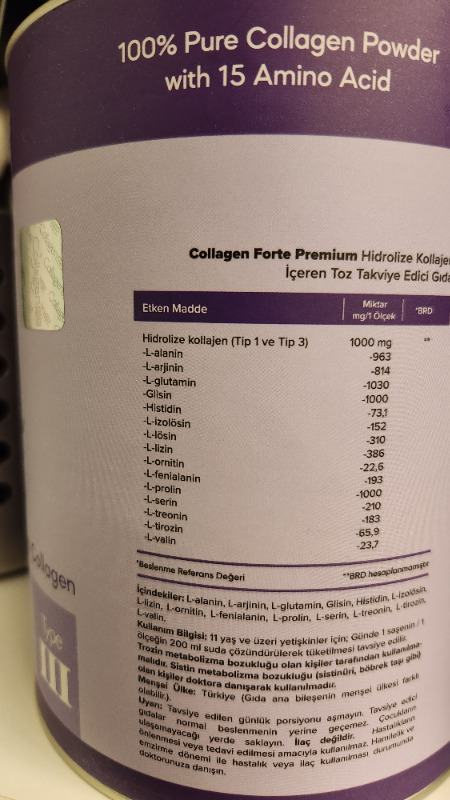 100% Pure Collagen Powder
with 15 Amino Acid
Collagen Forte Premium Hidrolize Kollajen
İçeren Toz Takviye Edici Gıda
Etken Madde Miktar mg/1 Ölçek *BRD
Hidrolize kollajen (Tip 1 ve Tip 3) 1000 mg **
-L-alanin -963
-L-arjinin -814
-L-glutamin -1030
-Glisin -1000
-Histidin -73,1
-L-izolösin -152
-L-lösin -310
-L-lizin -386
-L-ornitin -22,6
-L-fenialanin -193
-L-prolin -1000
-L-serin -210
-L-treonin -183
-L-tirozin -65,9
-L-valin -23,7
*Beslenme Referans Değeri **BRD hesaplanmamıştır
İçindekiler: L-alanin, L-arjinin, L-glutamin, Glisin, Histidin, L-izolösin,
L-lizin, L-ornitin, L-fenialanin, L-prolin, L-serin, L-treonin, L-tirozin,
L-valin.
Kullanım Bilgisi: 11 yaş ve üzeri yetişkinler için; Günde 1 saşenin / 1
ölçeğin 200 ml suda çözündürülerek tüketilmesi tavsiye edilir.
Trozin metabolizma bozukluğu olan kişiler tarafından kullanılma-
malıdır. Sistin metabolizma bozukluğu (sistinüri, böbrek taşı gibi)
olan kişiler doktora danışarak kullanılmalıdır.
Menşei Ülke: Türkiye (Gıda ana bileşenin menşei ülkesi farklı
olabilir.).
Uyarı: Tavsiye edilen günlük porsiyonu aşmayın. Tavsiye edici
gıdalar normal beslenmenin yerine geçemez. Çocukların
ulaşamayacağı yerde saklayın. İlaç değildir. Hastalıkların
önlenmesi veya tedavi edilmesi amacıyla kullanılmaz. Hamilelik ve
emzirme dönemi ile hastalık veya ilaç kullanılması durumunda
doktorunuza danışın.
Collagen
Type
III